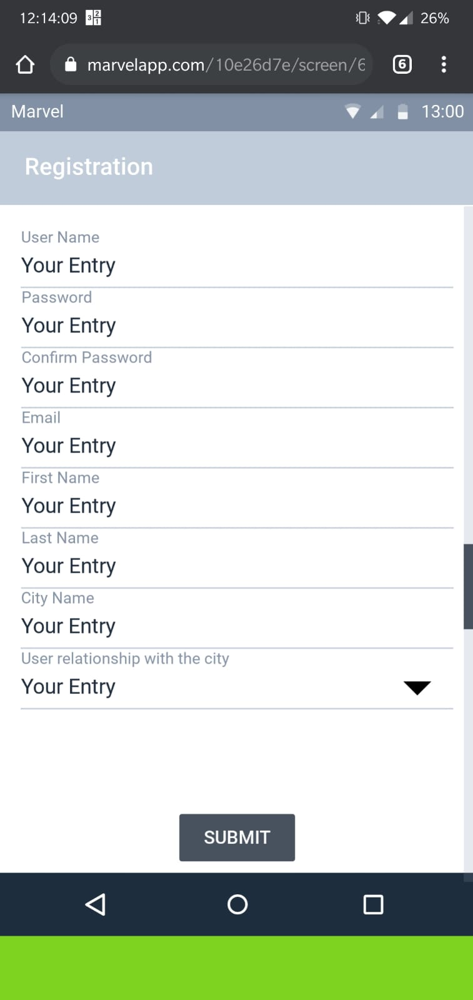 12:14:09 26%
marvelapp.com/10e26d7e/screen/6 6
Marvel 13:00
Registration
User Name
Your Entry
Password
Your Entry
Confirm Password
Your Entry
Email
Your Entry
First Name
Your Entry
Last Name
Your Entry
City Name
Your Entry
User relationship with the city
Your Entry
SUBMIT